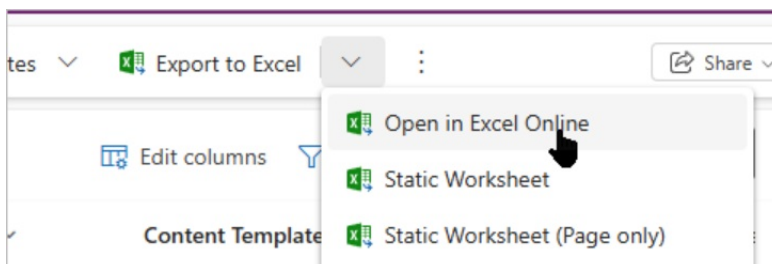 tes Export to Excel Share
Open in Excel Online
Edit columns
Static Worksheet
Content Template Static Worksheet (Page only)